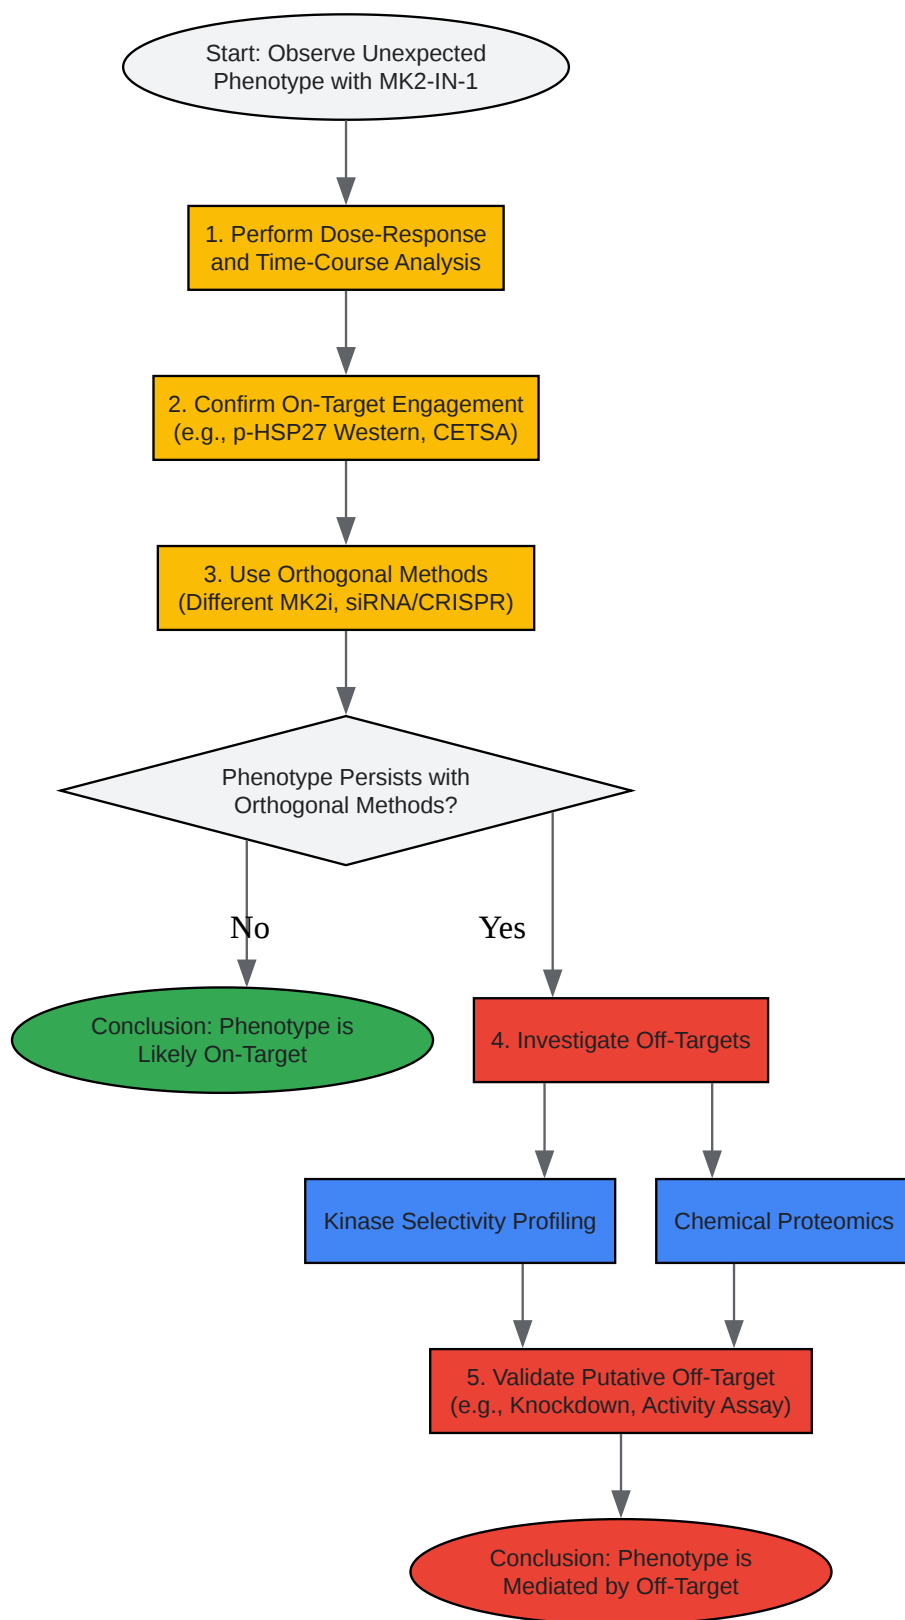 Start: Observe Unexpected
Phenotype with MK2-IN-1
1. Perform Dose-Response
and Time-Course Analysis
2. Confirm On-Target Engagement
(e.g., p-HSP27 Western, CETSA)
3. Use Orthogonal Methods
(Different MK2i, siRNA/CRISPR)
Phenotype Persists with
Orthogonal Methods?
No
Yes
Conclusion: Phenotype is
Likely On-Target
4. Investigate Off-Targets
Kinase Selectivity Profiling
Chemical Proteomics
5. Validate Putative Off-Target
(e.g., Knockdown, Activity Assay)
Conclusion: Phenotype is
Mediated by Off-Target